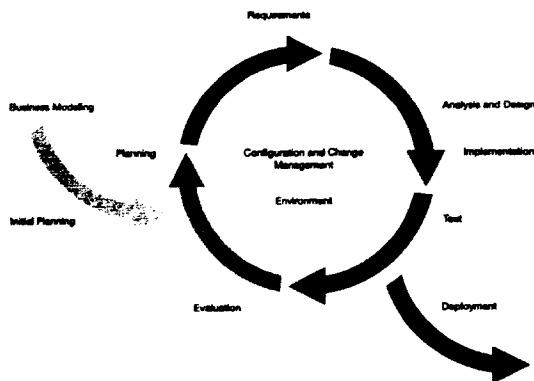 Requirements
Business Modeling
Analysis and Design
Planning
Configuration and Change
Management
Implementation
Environment
Initial Planning
Test
Evaluation
Deployment